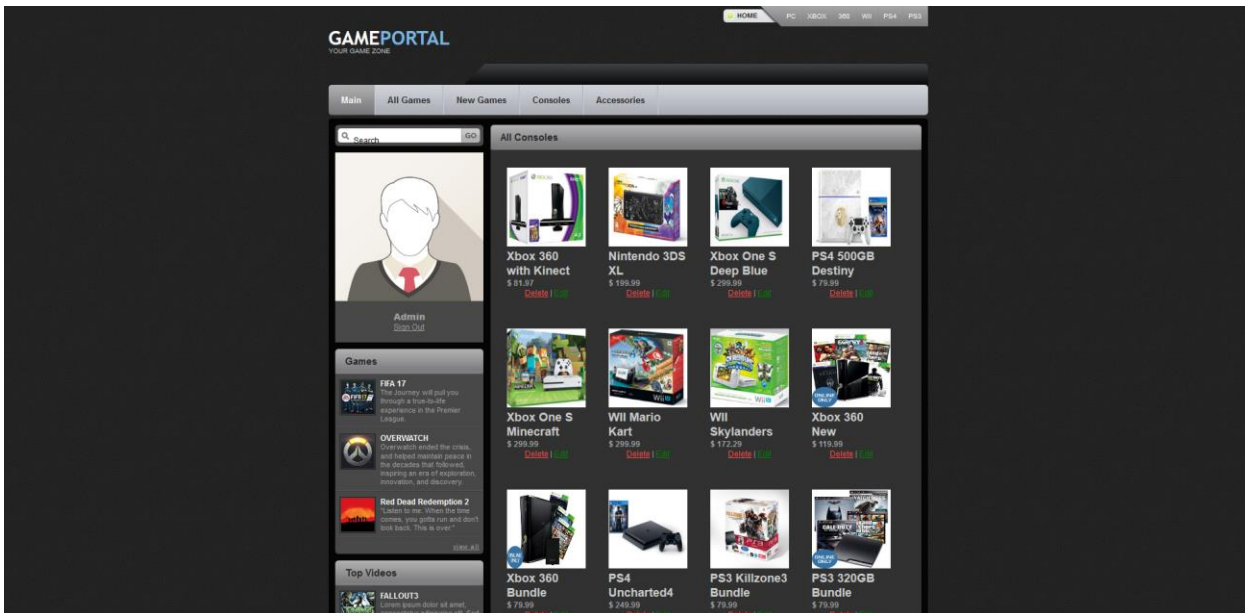 HOME PC XBOX 360 WII PS4 PS3
GAMEPORTAL
YOUR GAME ZONE
Main All Games New Games Consoles Accessories
Search GO
All Consoles
Admin
Sign Out
Games
FIFA 17
The Journey will pull you
through a true-to-life
experience in the Premier
League.
OVERWATCH
Overwatch ended the crisis,
and helped maintain peace in
the decades that followed,
inspiring an era of exploration,
innovation, and discovery.
Red Dead Redemption 2
"Listen to me. When the time
comes, you gotta run and don't
look back. This is over."
view all
Top Videos
FALLOUT3
Lorem ipsum dolor sit amet,
Xbox 360
with Kinect
$ 81.97
Delete | Edit
Nintendo 3DS
XL
$ 199.99
Delete | Edit
Xbox One S
Deep Blue
$ 299.99
Delete | Edit
PS4 500GB
Destiny
$ 79.99
Delete | Edit
Xbox One S
Minecraft
$ 299.99
Delete | Edit
WII Mario
Kart
$ 299.99
Delete | Edit
WII
Skylanders
$ 172.29
Delete | Edit
ONLINE
ONLY
Xbox 360
New
$ 119.99
Delete | Edit
Xbox 360
Bundle
$ 79.99
PS4
Uncharted4
$ 249.99
PS3 Killzone3
Bundle
$ 79.99
ONLINE
ONLY
PS3 320GB
Bundle
$ 79.99